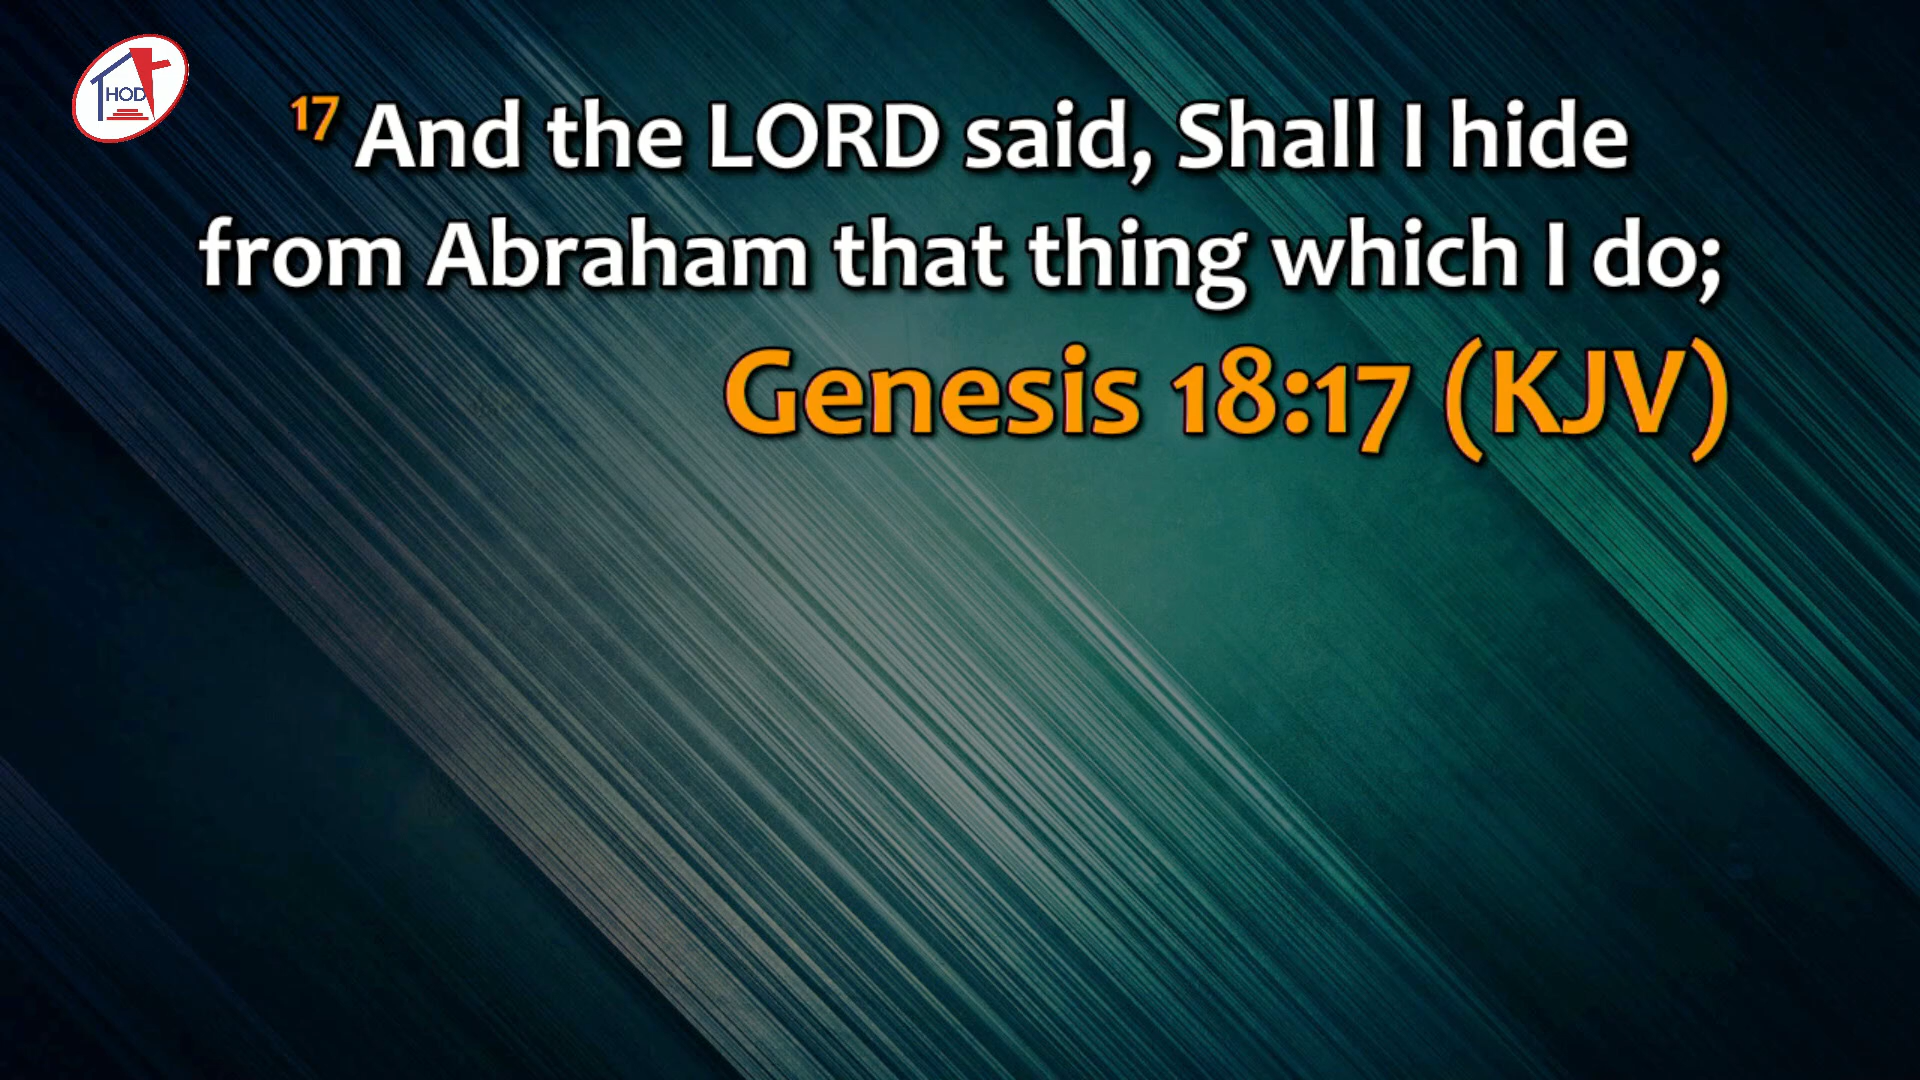 HOD
17 And the LORD said, Shall I hide
from Abraham that thing which I do;
Genesis 18:17 (KJV)